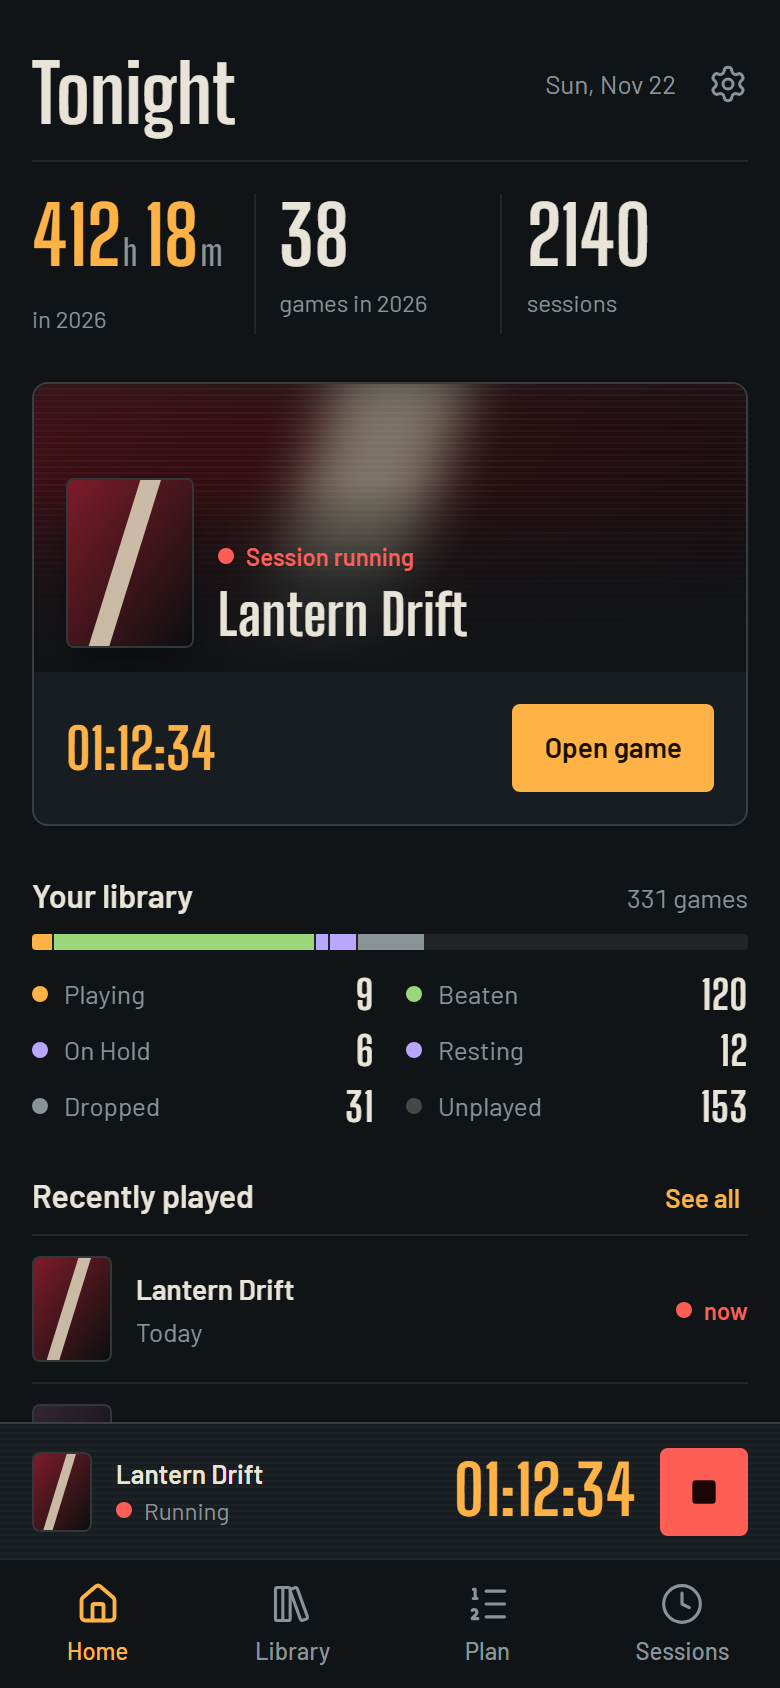 Tonight
Sun, Nov 22
412h 18m
in 2026
38
games in 2026
2140
sessions
Session running
Lantern Drift
01:12:34
Open game
Your library
331 games
Playing 9
Beaten 120
On Hold 6
Resting 12
Dropped 31
Unplayed 153
Recently played
See all
Lantern Drift
Today
now
Lantern Drift
Running
01:12:34
Home
Library
Plan
Sessions